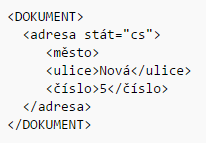 <DOKUMENT>
<adresa stát="cs">
<město>
<ulice>Nová</ulice>
<číslo>5</číslo>
</adresa>
</DOKUMENT>